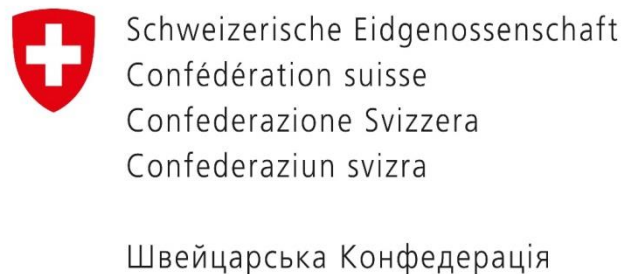 Schweizerische Eidgenossenschaft
Confédération suisse
Confederazione Svizzera
Confederaziun svizra
Швейцарська Конфедерація